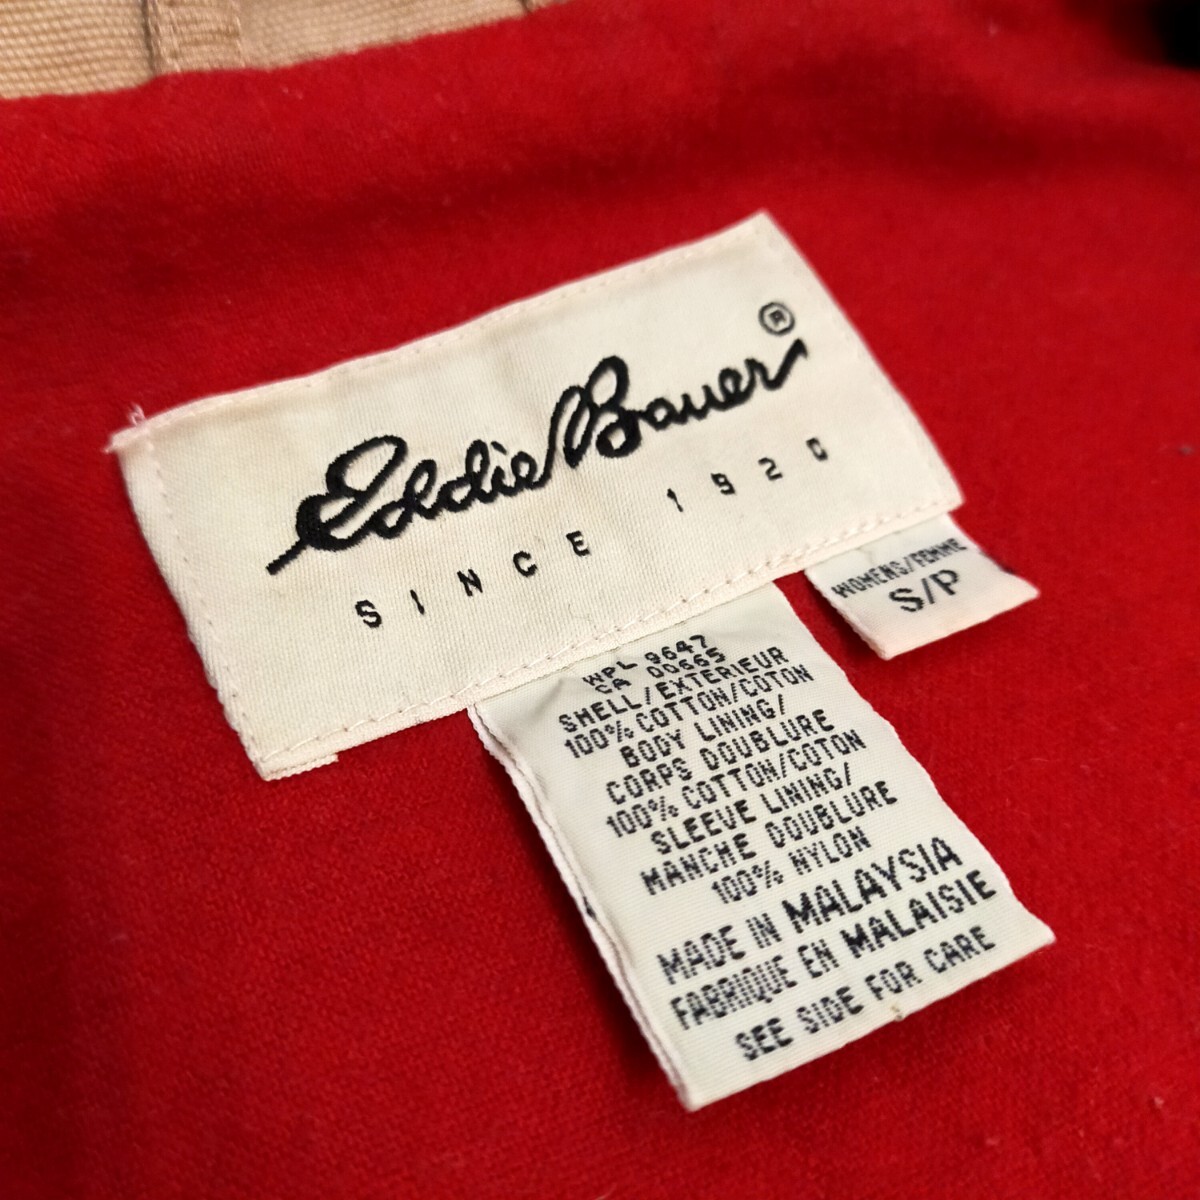 Eddie Bauer®
SINCE 1920
WOMENS/FEMME
S/P
WPL 9647
CA 00665
SHELL/EXTERIEUR
100% COTTON/COTON
BODY LINING/
CORPS DOUBLURE
100% COTTON/COTON
SLEEVE LINING/
MANCHE DOUBLURE
100% NYLON
MADE IN MALAYSIA
FABRIQUE EN MALAISIE
SEE SIDE FOR CARE